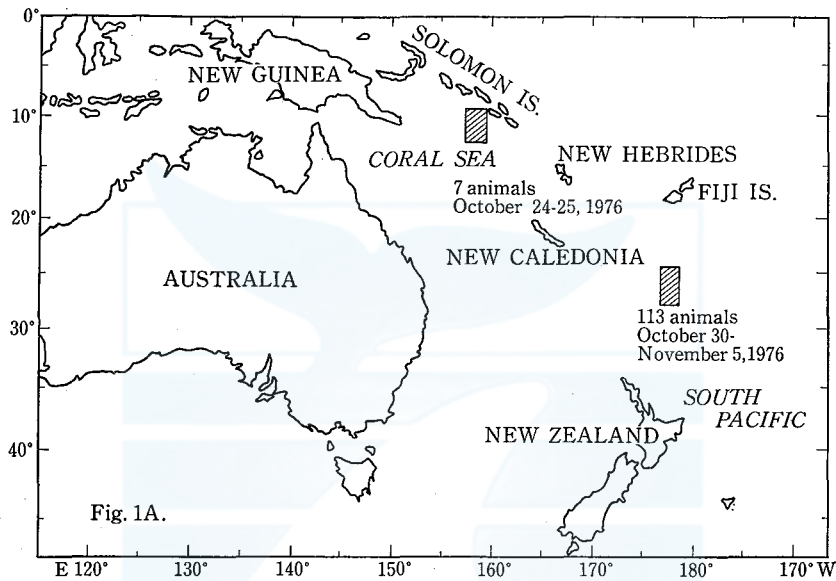 0°
SOLOMON IS.
NEW GUINEA
10°
CORAL SEA
NEW HEBRIDES
7 animals
October 24-25, 1976
FIJI IS.
20°
NEW CALEDONIA
AUSTRALIA
113 animals
October 30-
November 5,1976
30°
SOUTH
PACIFIC
NEW ZEALAND
40°
Fig. 1A.
E 120° 130° 140° 150° 160° 170° 180° 170° W